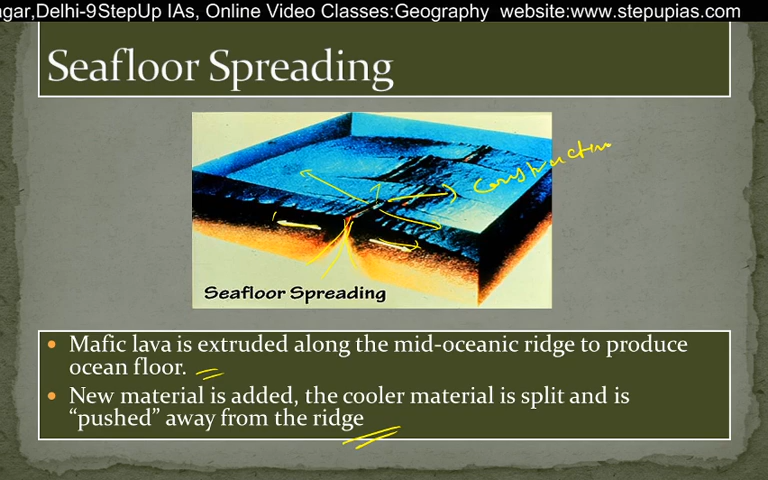 agar,Delhi-9StepUp IAs, Online Video Classes:Geography website:www.stepupias.com
Seafloor Spreading
Construction
Seafloor Spreading
• Mafic lava is extruded along the mid-oceanic ridge to produce
ocean floor.
• New material is added, the cooler material is split and is
“pushed” away from the ridge